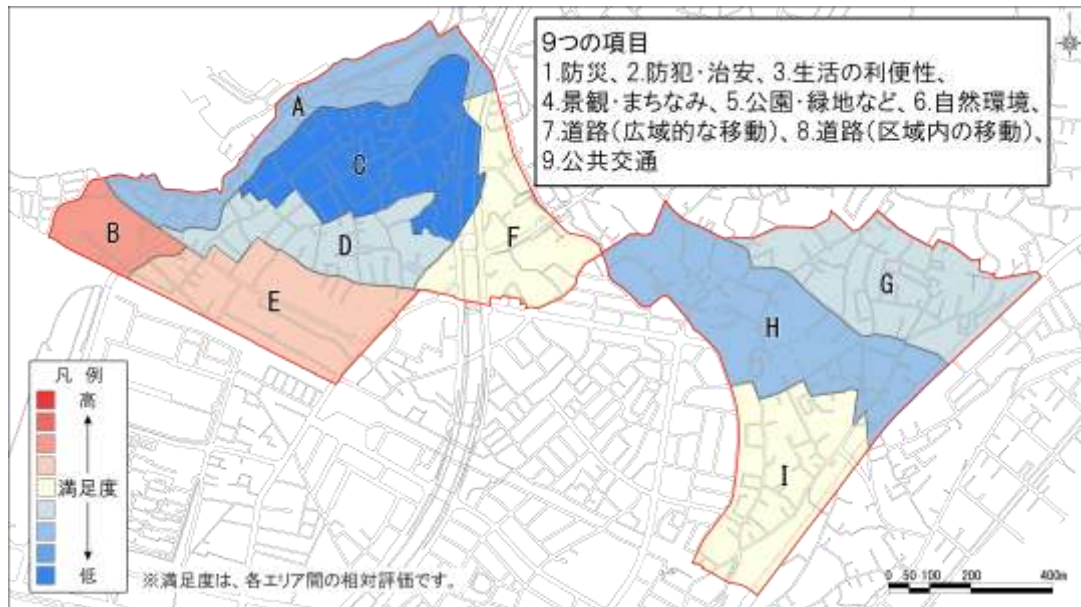 9つの項目
1.防災、2.防犯・治安、3.生活の利便性、
4.景観・まちなみ、5.公園・緑地など、6.自然環境、
7.道路(広域的な移動)、8.道路(区域内の移動)、
9.公共交通
A
C
B
D
F
E
G
H
I
凡 例
高
満足度
低
※満足度は、各エリア間の相対評価です。
0 50 100 200 400m